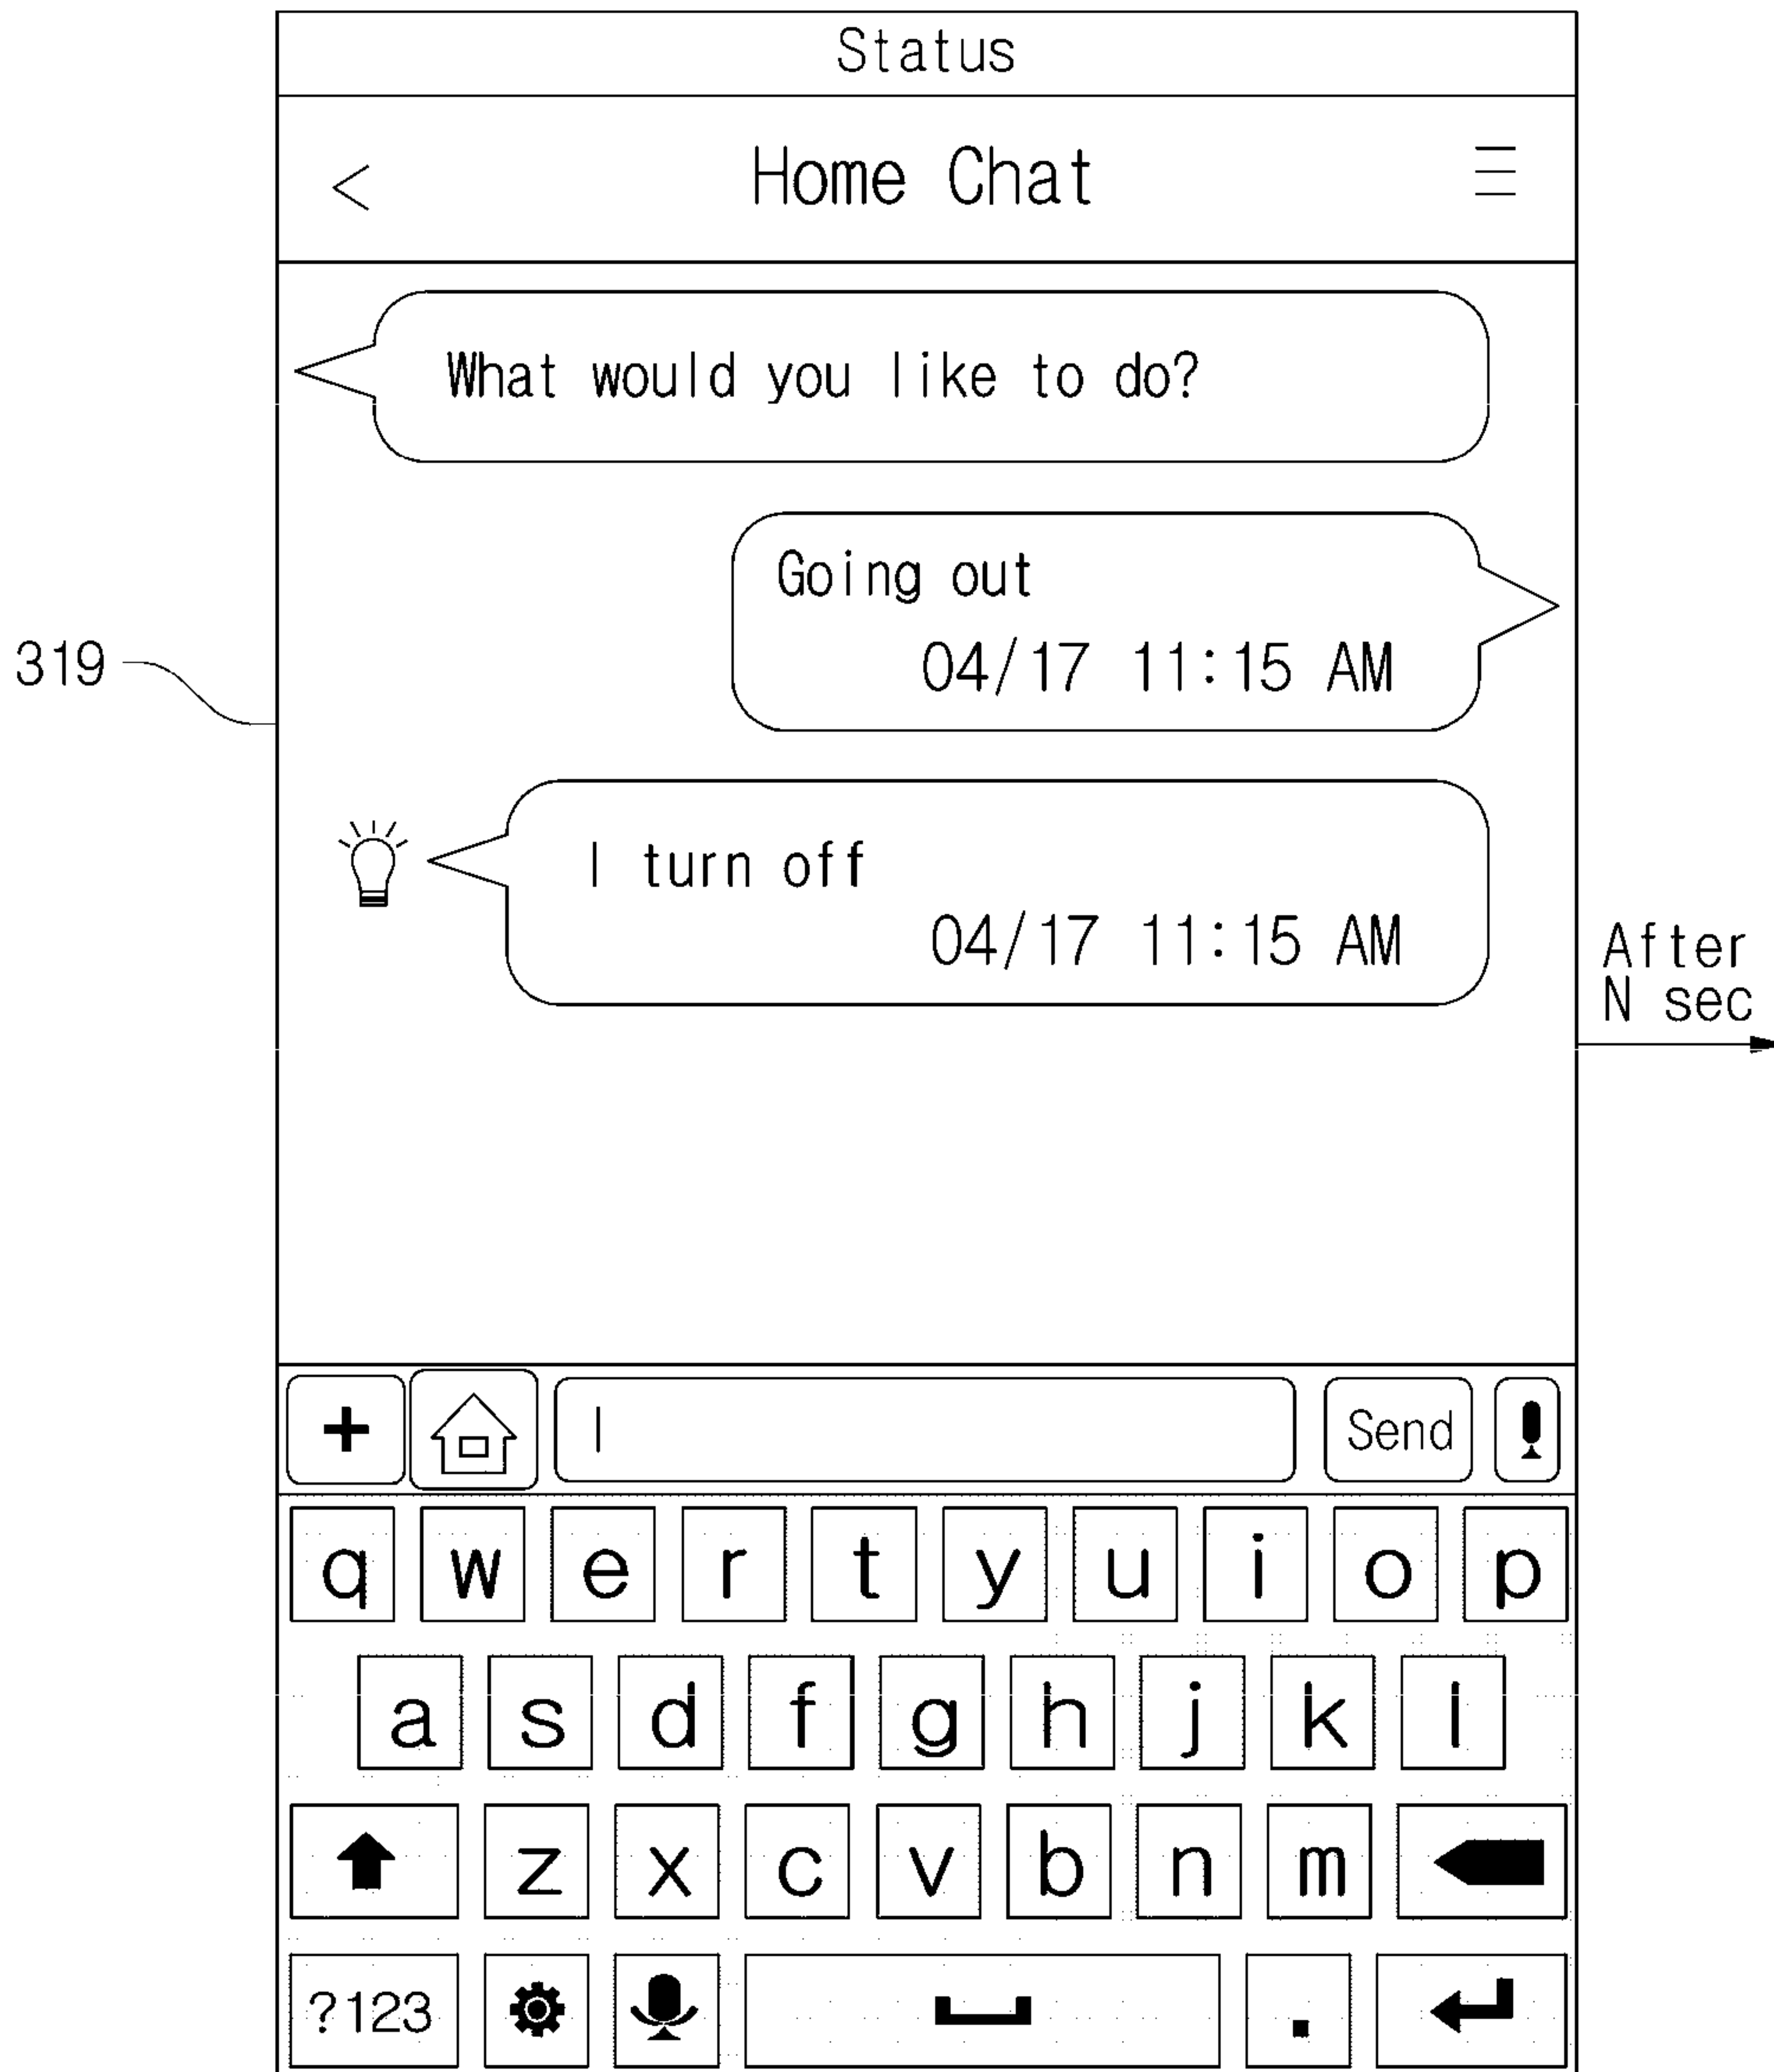 Status
< Home Chat
What would you like to do?
Going out
04/17 11:15 AM
319
I turn off
04/17 11:15 AM
After
N sec
+ Send
q w e r t y u i o p
a s d f g h j k l
z x c v b n m
?123 .